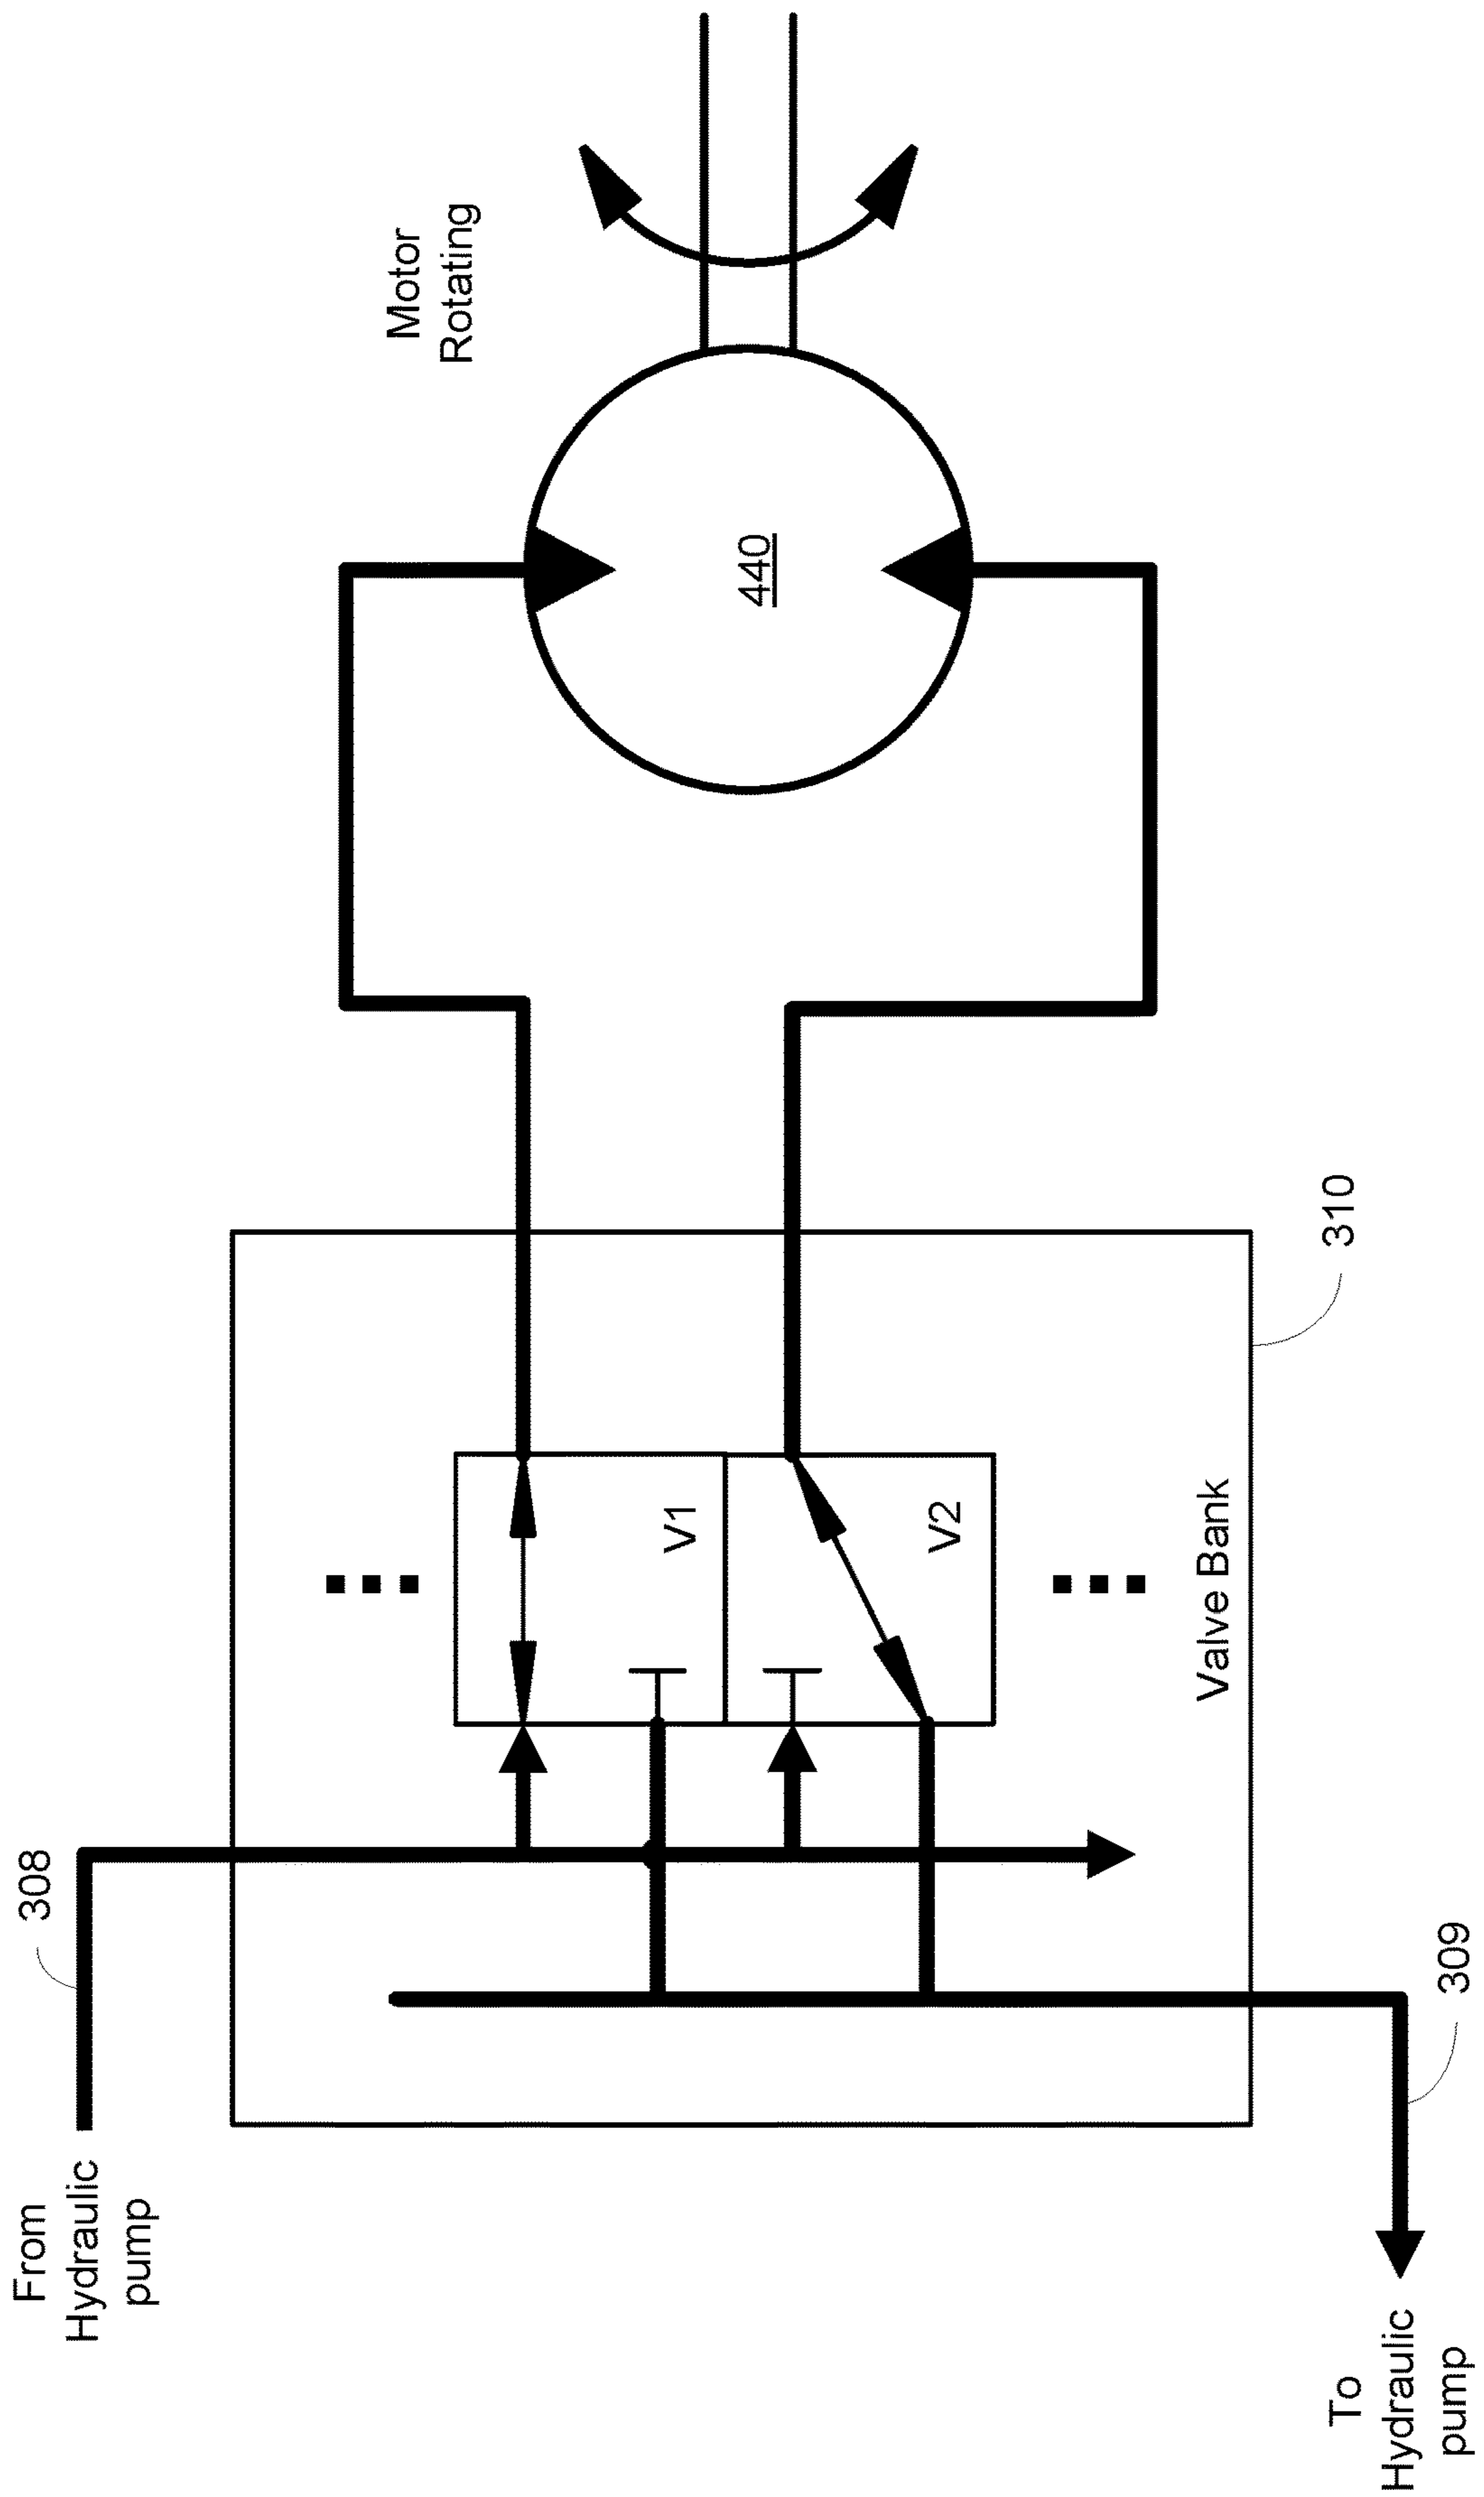 From
Hydraulic
pump
308
Motor
Rotating
440
V1
V2
Valve Bank
310
309
To
Hydraulic
pump